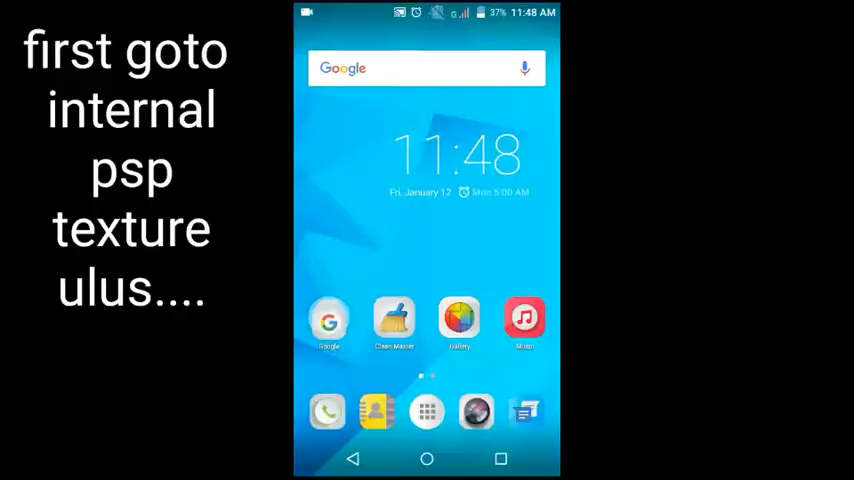 first goto
internal
psp
texture
ulus....
G
37% 11:48 AM
Google
11:48
Fri, January 12 Mon 5:00 AM
Google
Clean Master
Gallery
Music